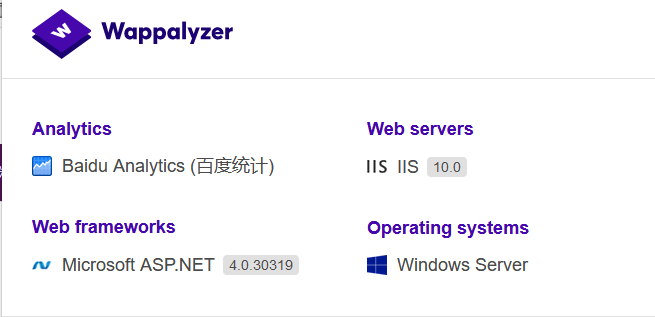 Wappalyzer
Analytics
Baidu Analytics (百度统计)
Web frameworks
Microsoft ASP.NET 4.0.30319
Web servers
IIS IIS 10.0
Operating systems
Windows Server